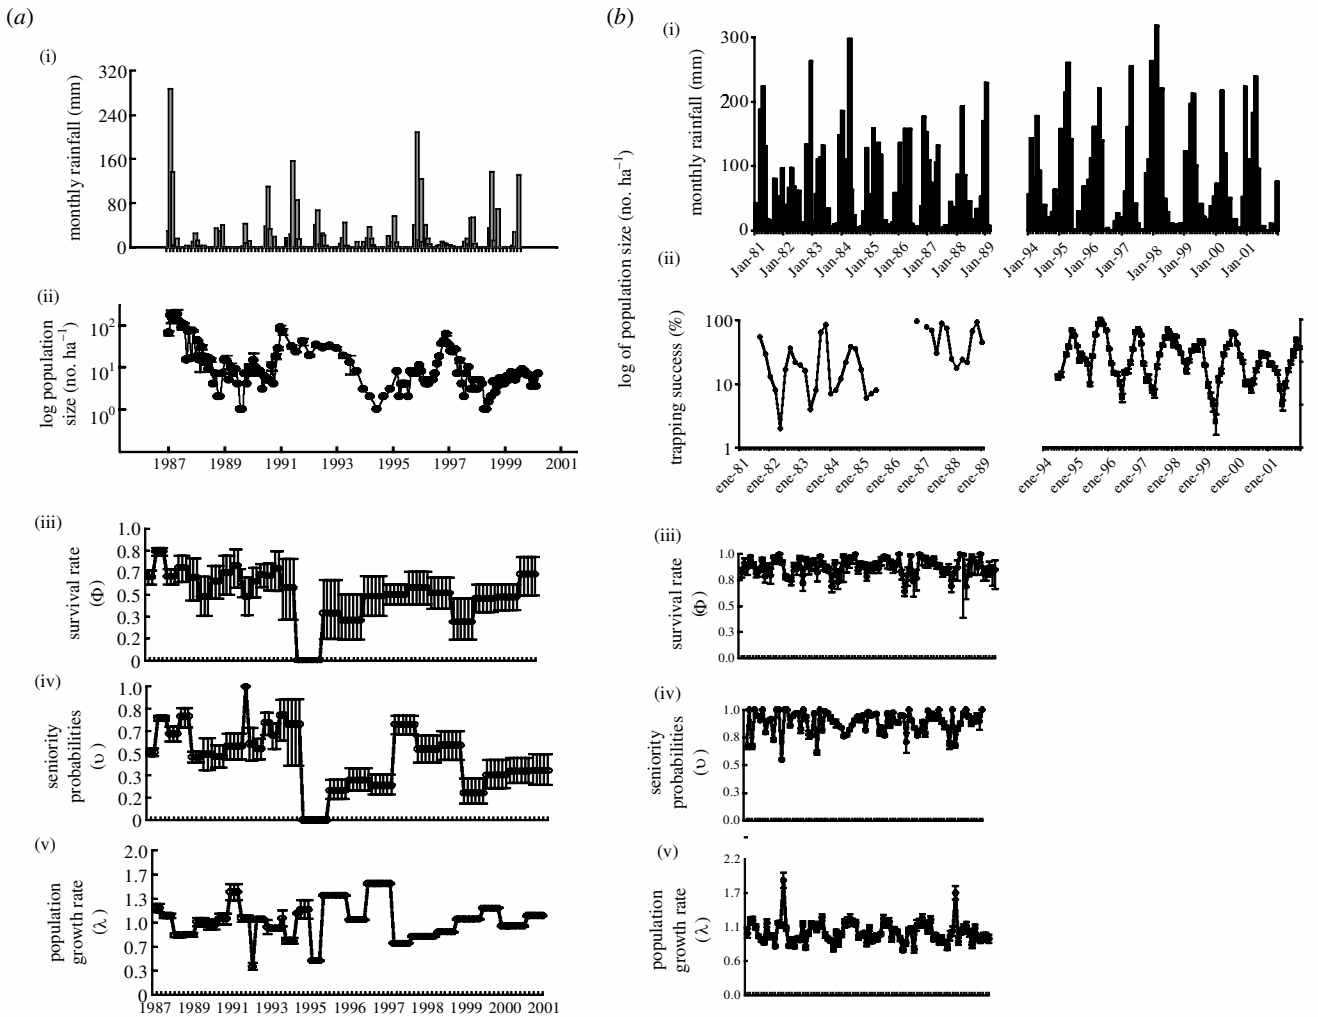 (a)
(i)
monthly rainfall (mm)
320
240
160
80
0
(ii)
log population
size (no. ha⁻¹)
10²
10¹
10⁰
1987 1989 1991 1993 1995 1997 1999 2001
(iii)
survival rate
(Φ)
1.0
0.8
0.7
0.5
0.3
0.2
0
(iv)
seniority
probabilities
(υ)
1.0
0.8
0.7
0.5
0.3
0.2
0
(v)
population
growth rate
(λ)
2.0
1.7
1.3
1.0
0.7
0.3
0
1987 1989 1991 1993 1995 1996 1997 1998 2000 2001
(b)
log of population size (no. ha⁻¹)
(i)
monthly rainfall (mm)
300
200
100
0
Jan-81 Jan-82 Jan-83 Jan-84 Jan-85 Jan-86 Jan-87 Jan-88 Jan-89 Jan-94 Jan-95 Jan-96 Jan-97 Jan-98 Jan-99 Jan-00 Jan-01
(ii)
trapping success (%)
100
10
1
ene-81 ene-82 ene-83 ene-84 ene-85 ene-86 ene-87 ene-88 ene-89 ene-94 ene-95 ene-96 ene-97 ene-98 ene-99 ene-00 ene-01
(iii)
survival rate
(Φ)
1.0
0.8
0.5
0.3
0.0
(iv)
seniority
probabilities
(υ)
1.0
0.8
0.5
0.3
0.0
(v)
population
growth rate
(λ)
2.2
1.7
1.1
0.6
0.0